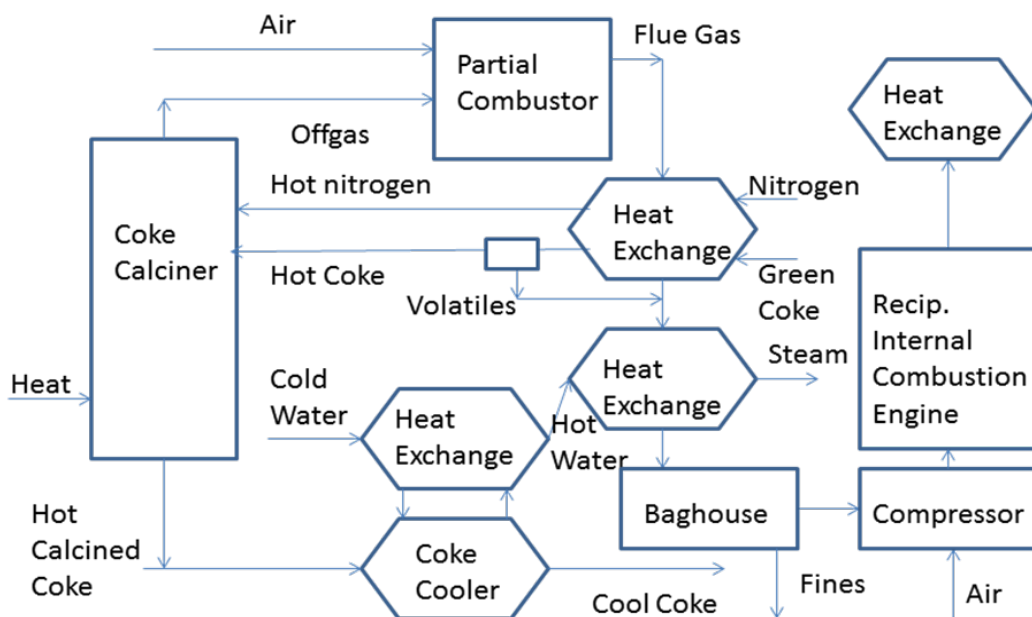 Air
Flue Gas
Partial
Combustor
Heat
Exchange
Offgas
Hot nitrogen
Nitrogen
Coke
Calciner
Heat
Exchange
Hot Coke
Green
Coke
Volatiles
Recip.
Internal
Combustion
Engine
Steam
Heat
Cold
Water
Heat
Exchange
Heat
Exchange
Hot
Water
Hot
Calcined
Coke
Baghouse
Compressor
Coke
Cooler
Cool Coke
Fines
Air